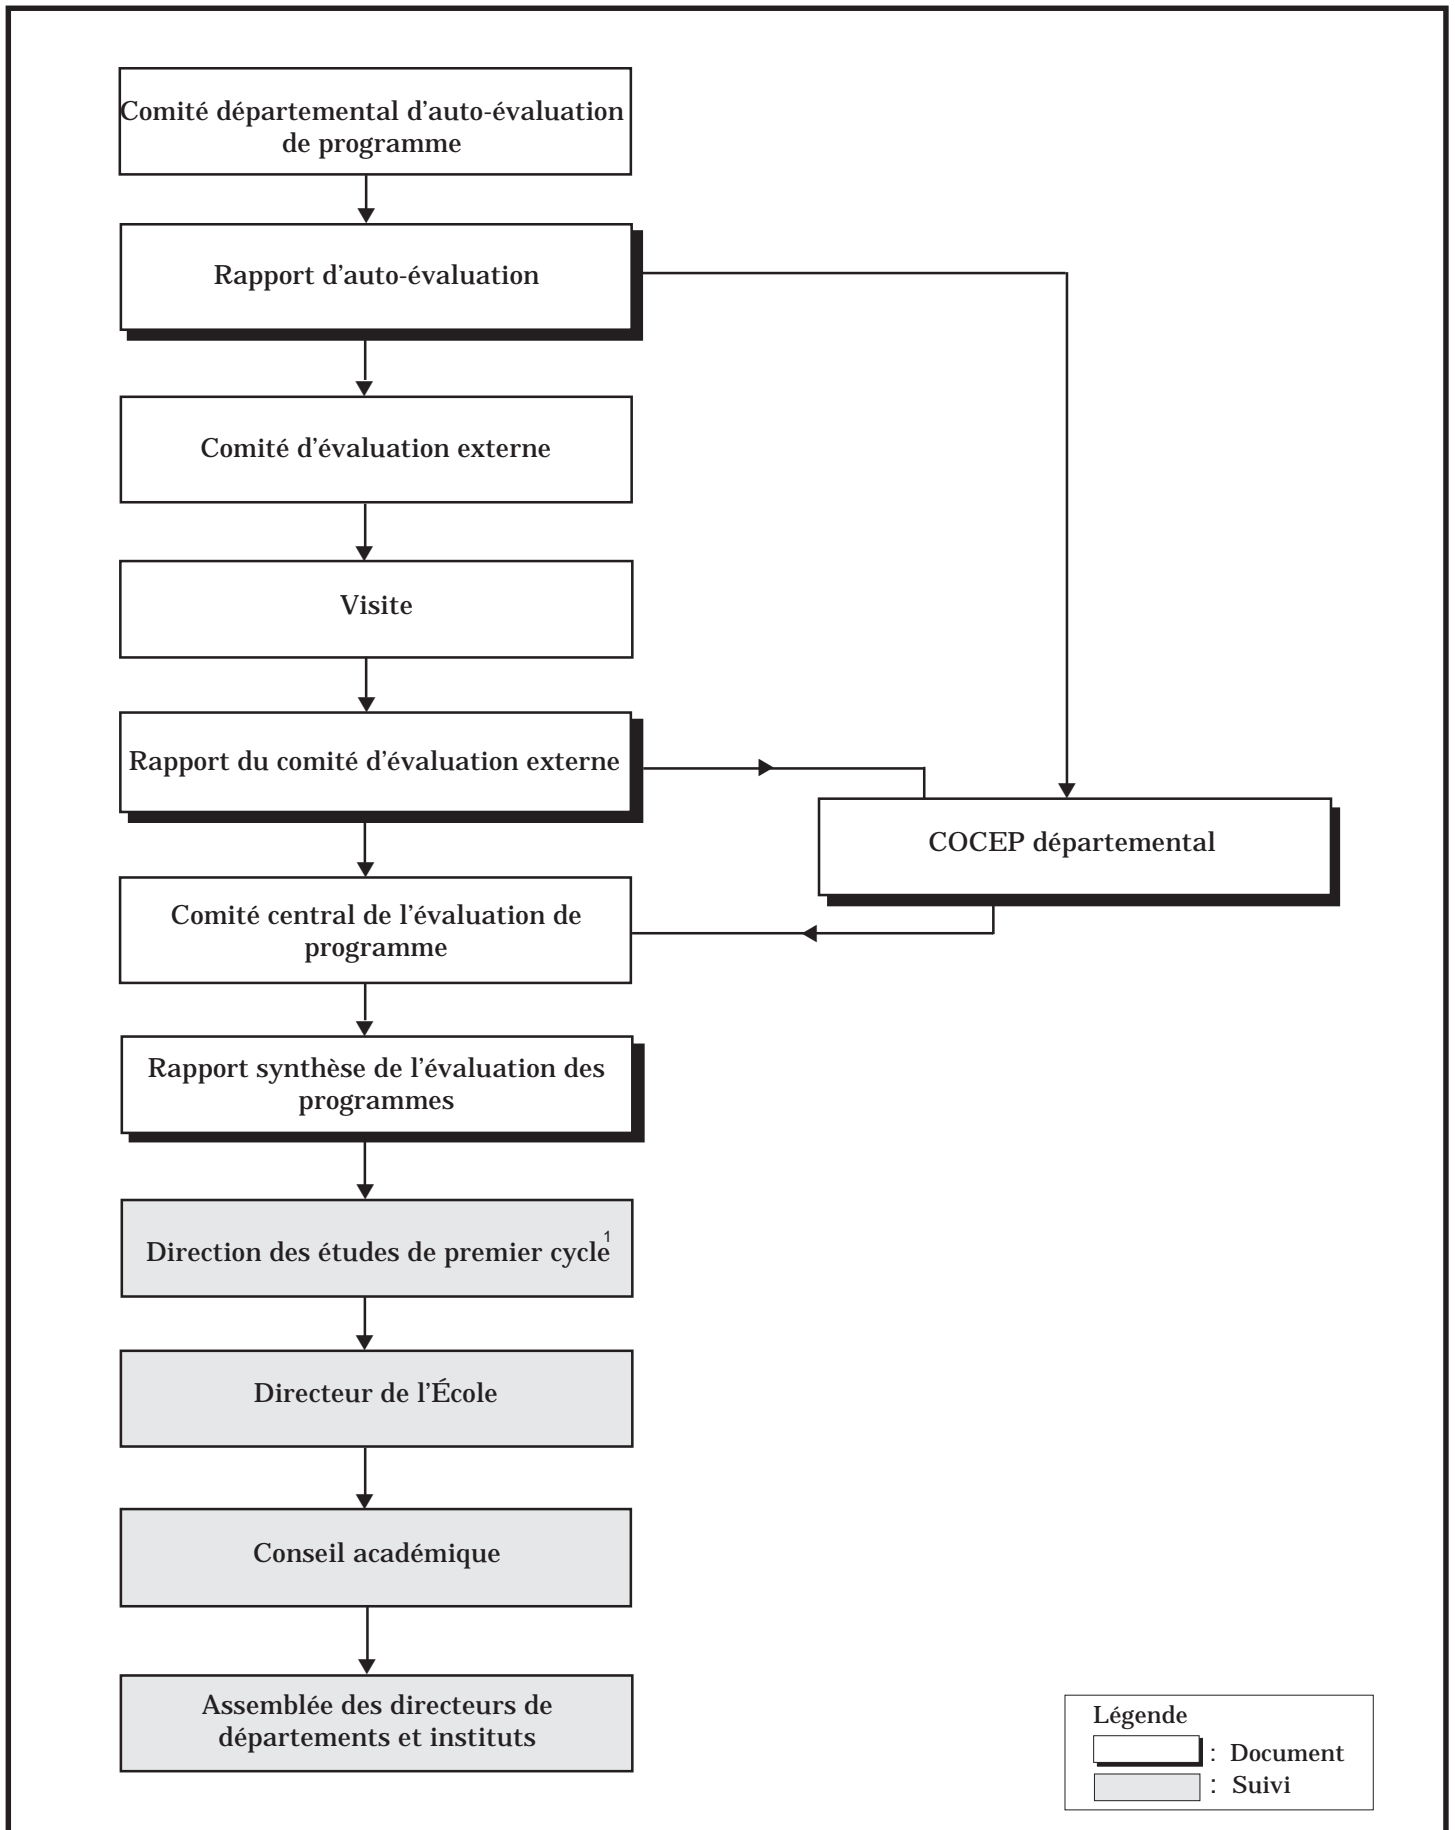 Comité départemental d'auto-évaluation
de programme
Rapport d'auto-évaluation
Comité d'évaluation externe
Visite
Rapport du comité d'évaluation externe
COCEP départemental
Comité central de l'évaluation de
programme
Rapport synthèse de l'évaluation des
programmes
Direction des études de premier cycle1
Directeur de l'École
Conseil académique
Assemblée des directeurs de
départements et instituts
Légende
: Document
: Suivi